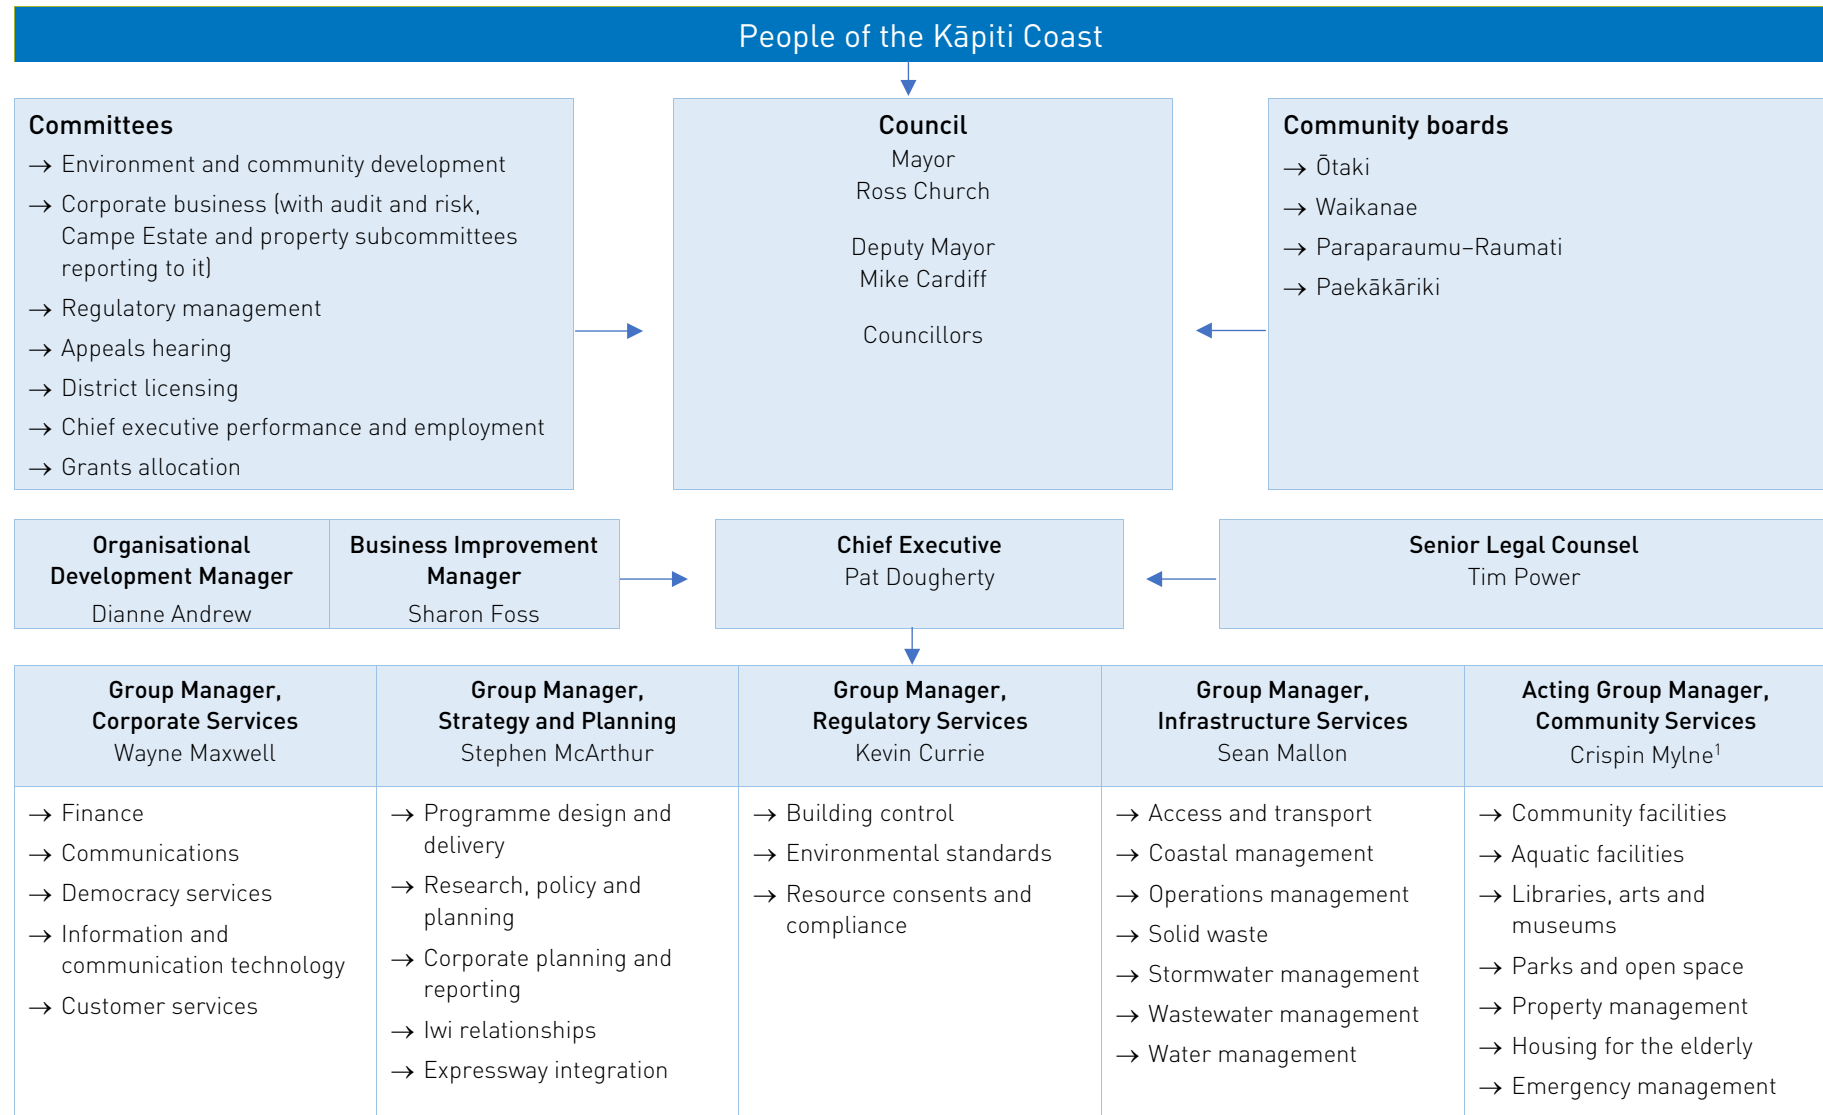 People of the Kāpiti Coast
Committees
→ Environment and community development
→ Corporate business (with audit and risk,
Campe Estate and property subcommittees
reporting to it)
→ Regulatory management
→ Appeals hearing
→ District licensing
→ Chief executive performance and employment
→ Grants allocation
Council
Mayor
Ross Church
Deputy Mayor
Mike Cardiff
Councillors
Community boards
→ Ōtaki
→ Waikanae
→ Paraparaumu–Raumati
→ Paekākāriki
Organisational
Development Manager
Dianne Andrew
Business Improvement
Manager
Sharon Foss
Chief Executive
Pat Dougherty
Senior Legal Counsel
Tim Power
Group Manager,
Corporate Services
Wayne Maxwell
→ Finance
→ Communications
→ Democracy services
→ Information and
communication technology
→ Customer services
Group Manager,
Strategy and Planning
Stephen McArthur
→ Programme design and
delivery
→ Research, policy and
planning
→ Corporate planning and
reporting
→ Iwi relationships
→ Expressway integration
Group Manager,
Regulatory Services
Kevin Currie
→ Building control
→ Environmental standards
→ Resource consents and
compliance
Group Manager,
Infrastructure Services
Sean Mallon
→ Access and transport
→ Coastal management
→ Operations management
→ Solid waste
→ Stormwater management
→ Wastewater management
→ Water management
Acting Group Manager,
Community Services
Crispin Mylne¹
→ Community facilities
→ Aquatic facilities
→ Libraries, arts and
museums
→ Parks and open space
→ Property management
→ Housing for the elderly
→ Emergency management